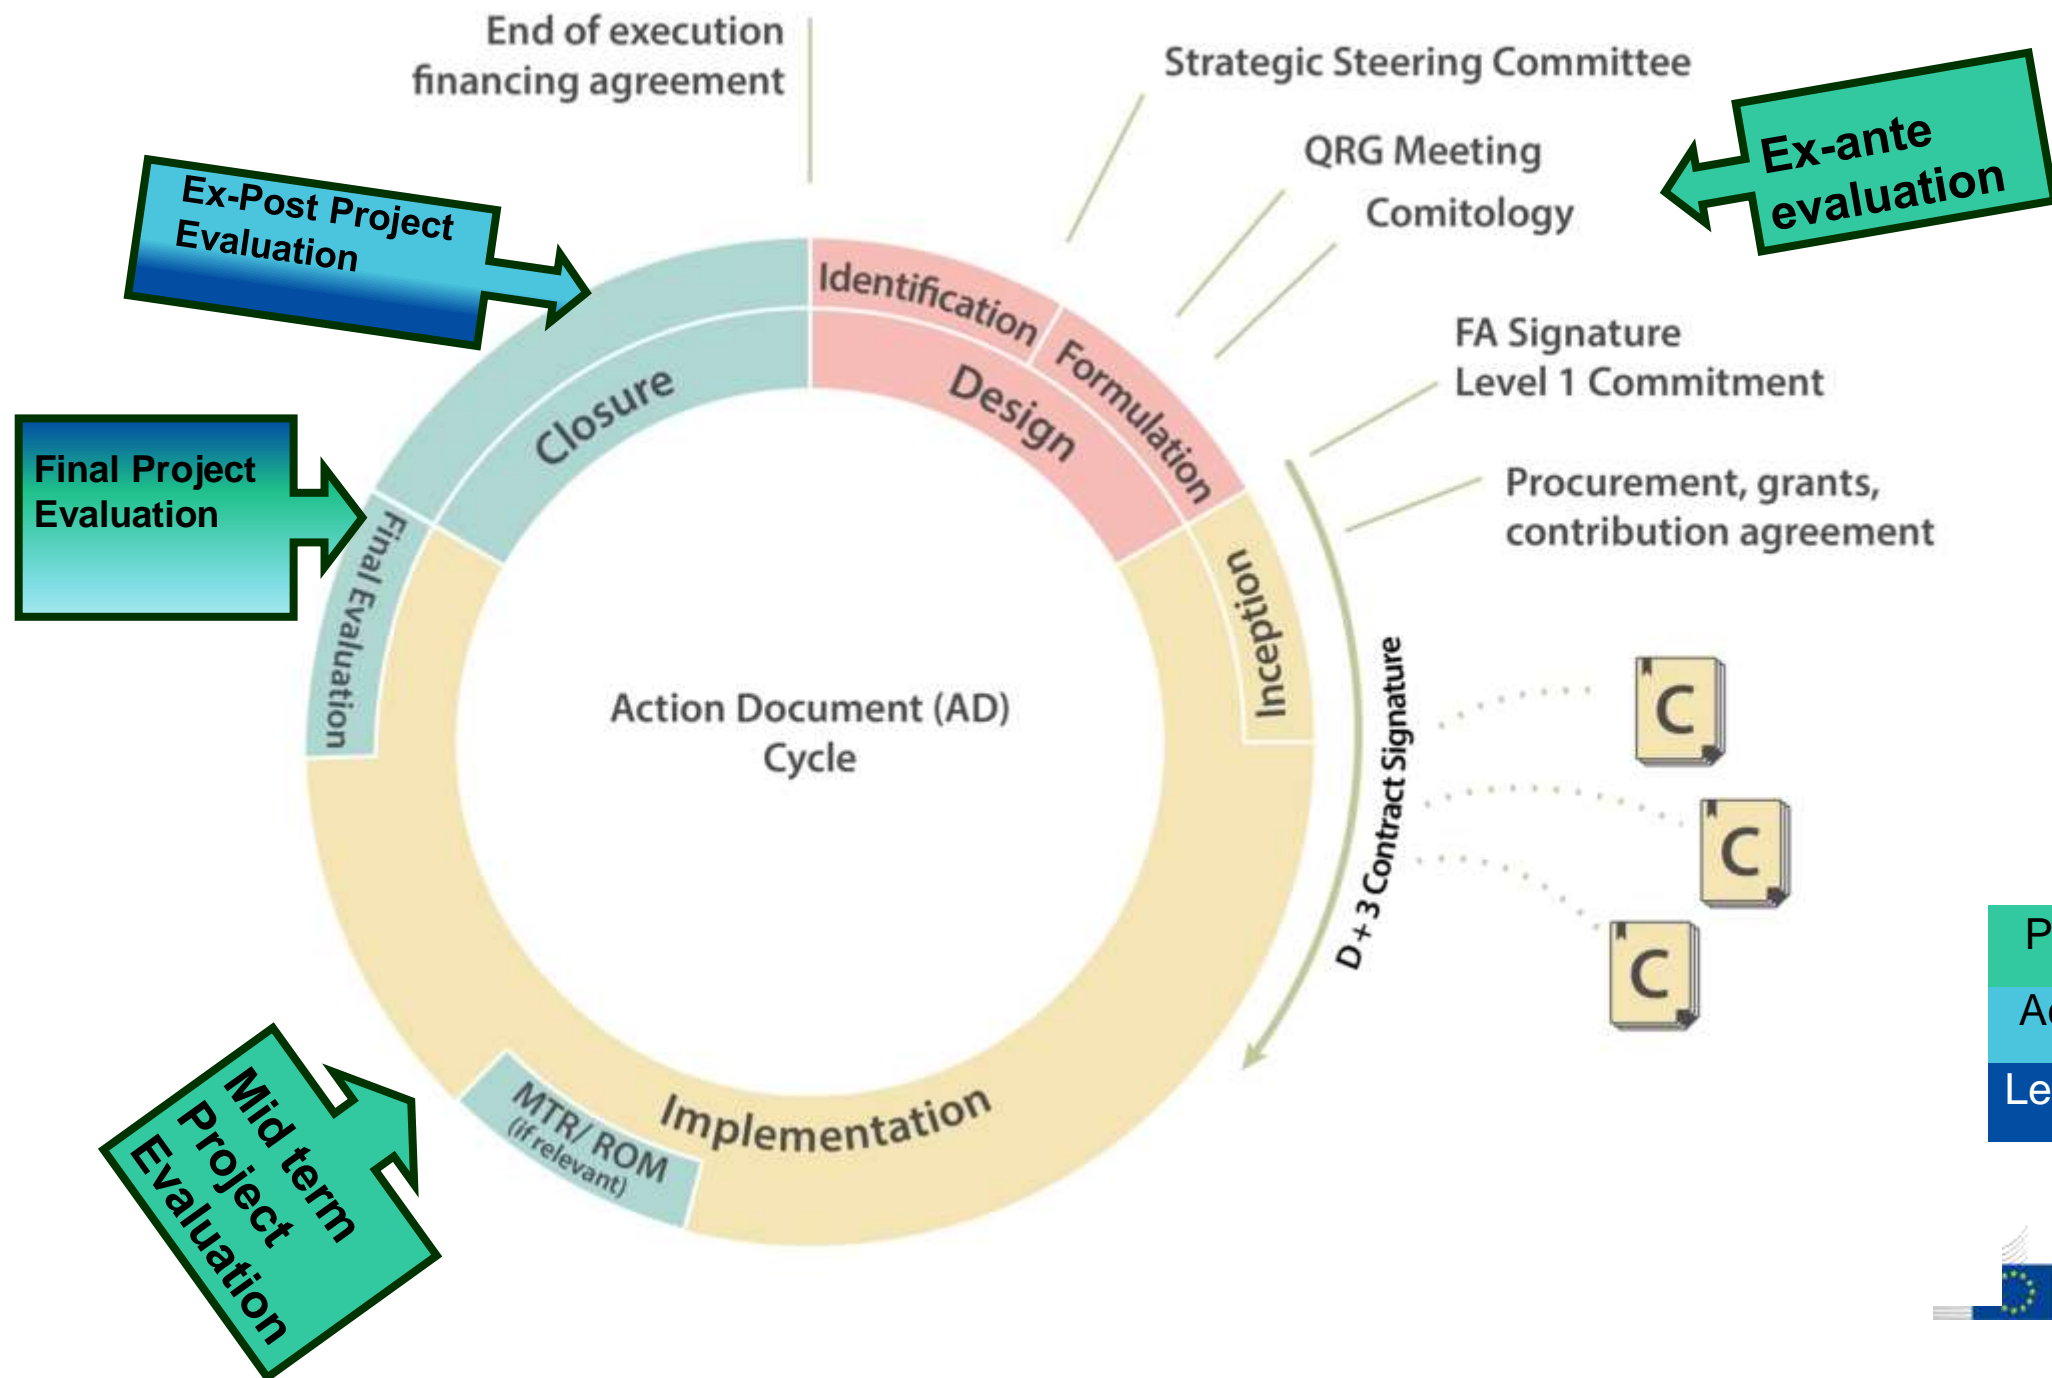 End of execution
financing agreement
Strategic Steering Committee
QRG Meeting
Comitology
Ex-ante
evaluation
Ex-Post Project
Evaluation
Identification
Formulation
Design
Closure
FA Signature
Level 1 Commitment
Final Project
Evaluation
Procurement, grants,
contribution agreement
Final Evaluation
Inception
Action Document (AD)
Cycle
D+ 3 Contract Signature
C
C
C
Mid term
Project
Evaluation
MTR/ ROM
(if relevant)
Implementation